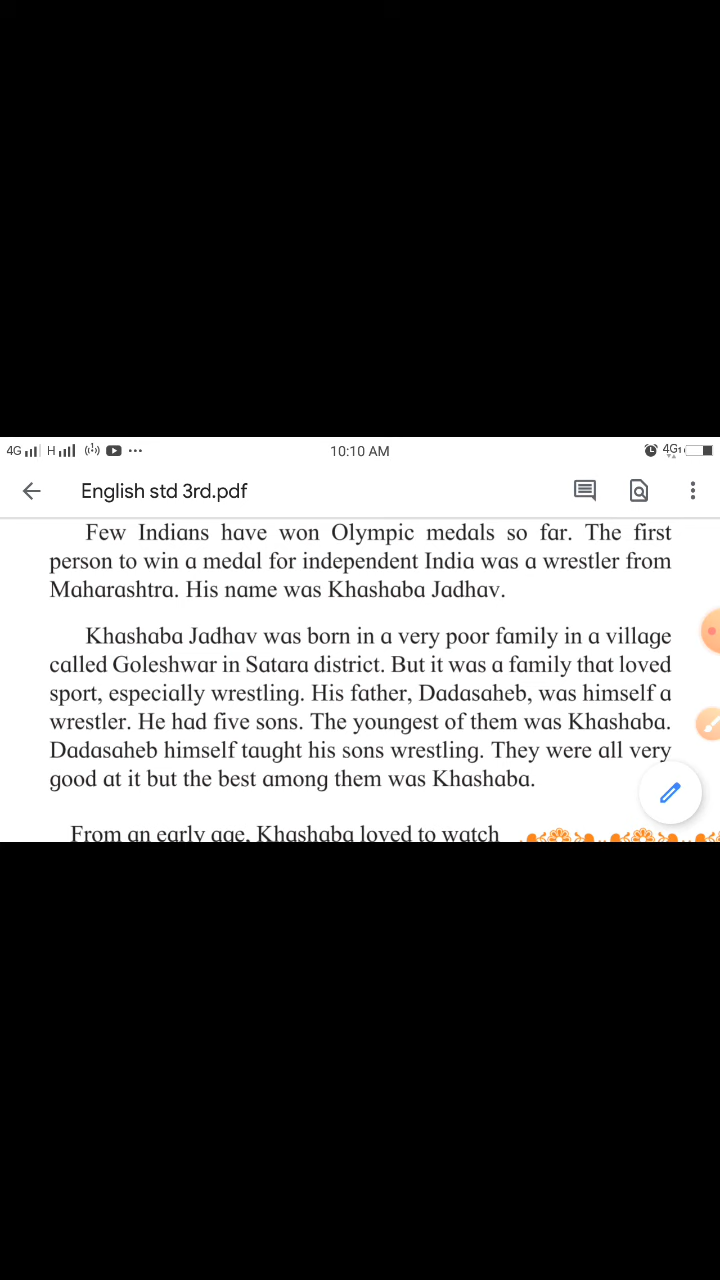 4G H 10:10 AM 4G
English std 3rd.pdf
Few Indians have won Olympic medals so far. The first
person to win a medal for independent India was a wrestler from
Maharashtra. His name was Khashaba Jadhav.
Khashaba Jadhav was born in a very poor family in a village
called Goleshwar in Satara district. But it was a family that loved
sport, especially wrestling. His father, Dadasaheb, was himself a
wrestler. He had five sons. The youngest of them was Khashaba.
Dadasaheb himself taught his sons wrestling. They were all very
good at it but the best among them was Khashaba.
From an early age, Khashaba loved to watch